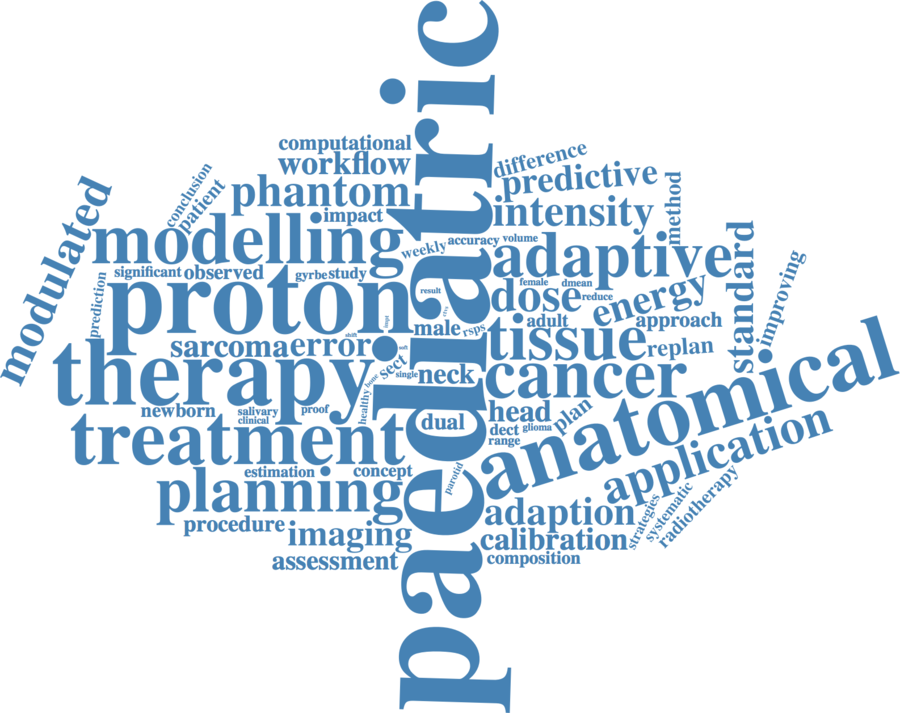 paediatric
computational
workflow
conclusion
patient
phantom
impact
difference
predictive
intensity
method
modulated
modelling
weekly
accuracy
volume
adaptive
standard
improving
significant
observed
gyrbe
study
prediction
proton
result
female
dmean
dose
reduce
energy
ctvs
impt
male
rsps
adult
approach
shift
sarcoma
error
soft
tissue
replan
therapy
sect
bone
single
neck
cancer
anatomical
healthy
newborn
salivary
clinical
proof
dual
head
plan
dect
glioma
range
treatment
application
estimation
concept
parotid
planning
strategies
systematic
radiotherapy
procedure
imaging
adaption
calibration
assessment
composition